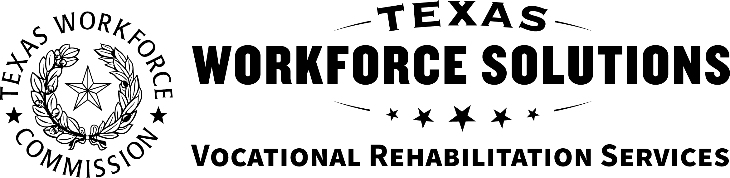 TEXAS WORKFORCE
COMMISSION
TEXAS
WORKFORCE SOLUTIONS
VOCATIONAL REHABILITATION SERVICES